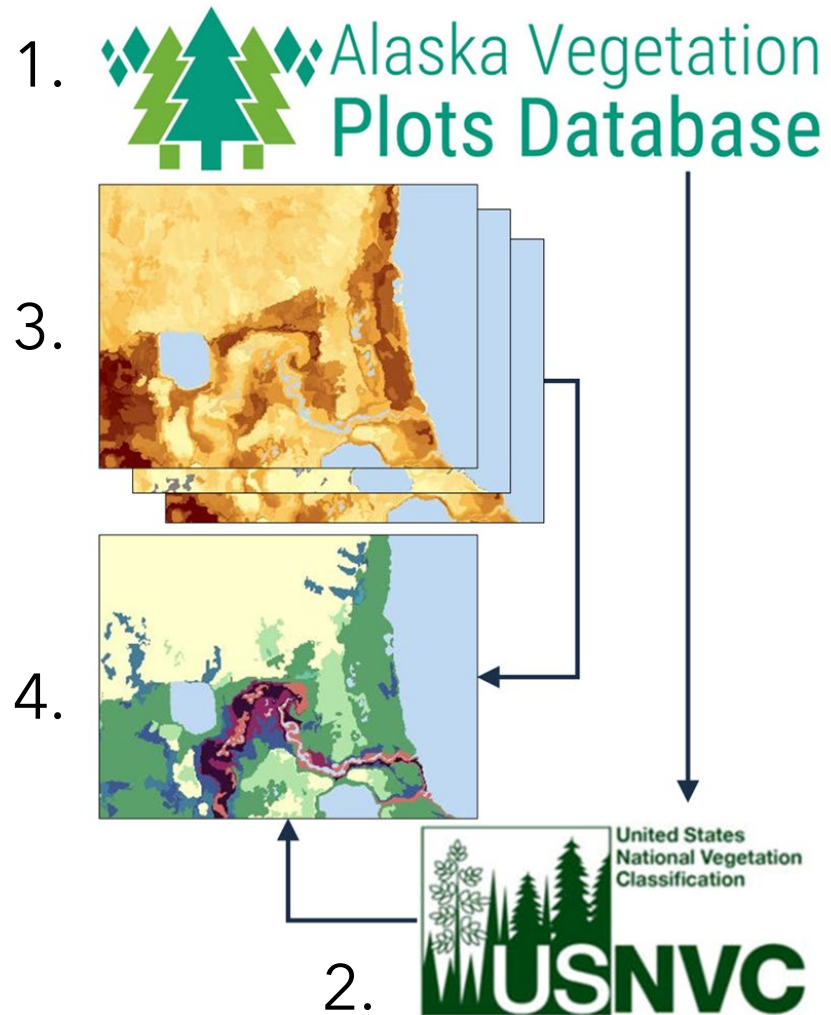 1.
Alaska Vegetation
Plots Database
3.
4.
United States
National Vegetation
Classification
USNVC
2.